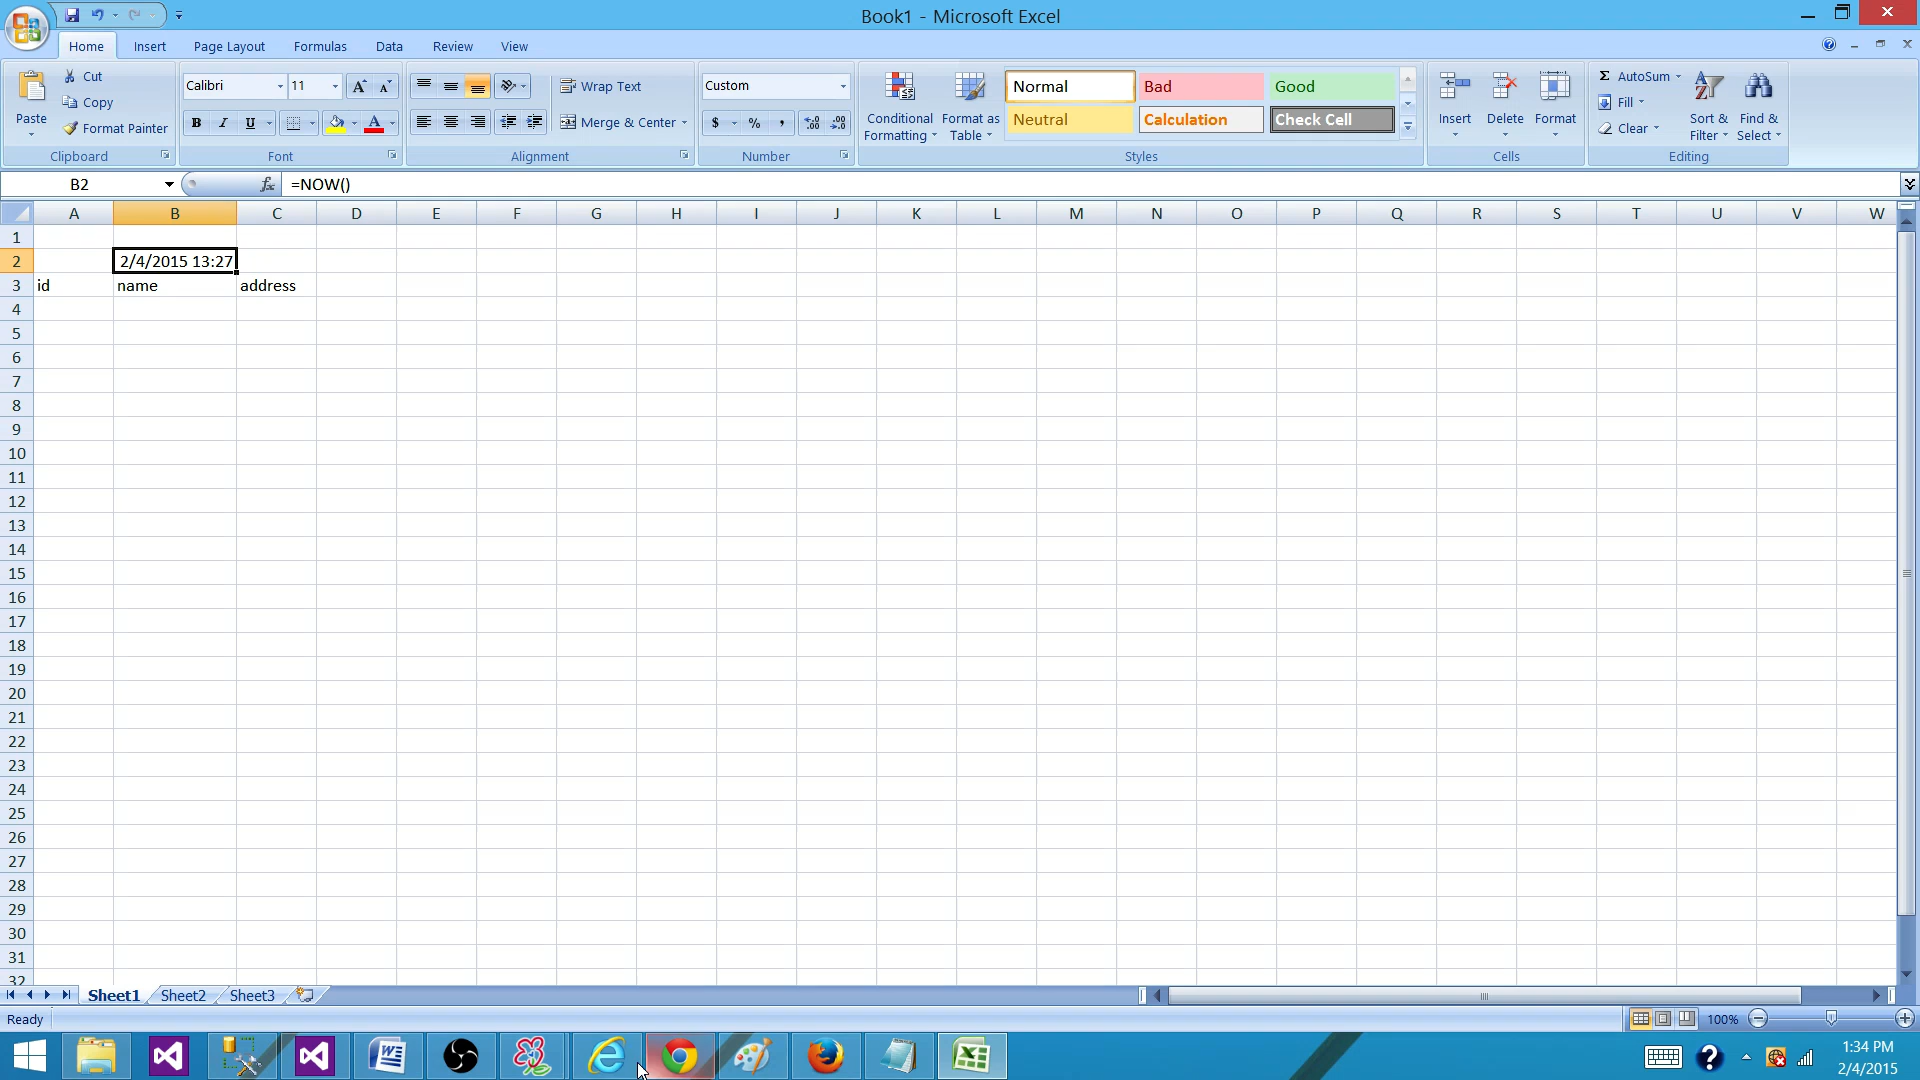 Book1 - Microsoft Excel
Home Insert Page Layout Formulas Data Review View
Paste
Cut
Copy
Format Painter
Clipboard
Calibri 11
B I U
Font
Wrap Text
Merge & Center
Alignment
Custom
$ % ,
Number
Conditional Formatting
Format as Table
Normal Bad Good
Neutral Calculation Check Cell
Styles
Insert Delete Format
Cells
Σ AutoSum
Fill
Clear
Sort & Filter
Find & Select
Editing
B2 fx =NOW()
A B C D E F G H I J K L M N O P Q R S T U V W
1
2 2/4/2015 13:27
3 id name address
4
5
6
7
8
9
10
11
12
13
14
15
16
17
18
19
20
21
22
23
24
25
26
27
28
29
30
31
32
Sheet1 Sheet2 Sheet3
Ready 100%
1:34 PM
2/4/2015